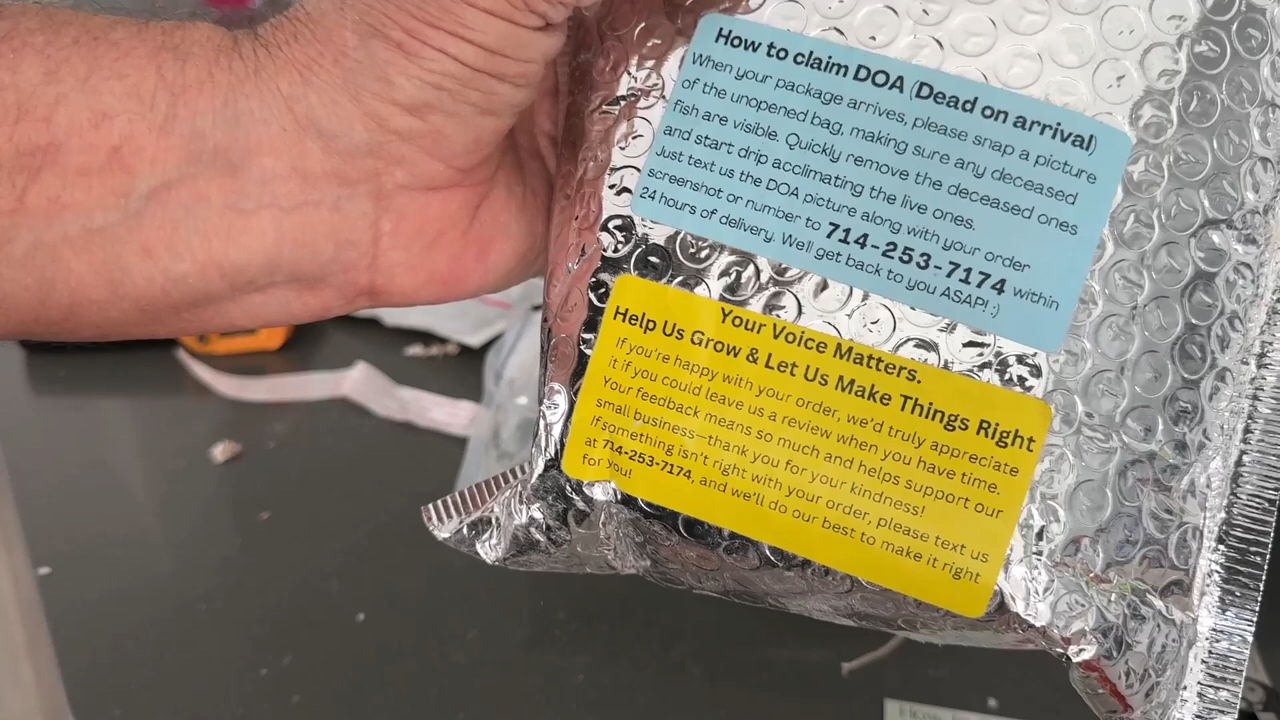 How to claim DOA (Dead on arrival)
When your package arrives, please snap a picture
of the unopened bag, making sure any deceased
fish are visible. Quickly remove the deceased ones
and start drip acclimating the live ones.
Just text us the DOA picture along with your order
screenshot or number to 714-253-7174 within
24 hours of delivery. We'll get back to you ASAP! :)
Your Voice Matters.
Help Us Grow & Let Us Make Things Right
If you're happy with your order, we'd truly appreciate
it if you could leave us a review when you have time.
Your feedback means so much and helps support our
small business—thank you for your kindness!
If something isn't right with your order, please text us
at 714-253-7174, and we'll do our best to make it right
for you!